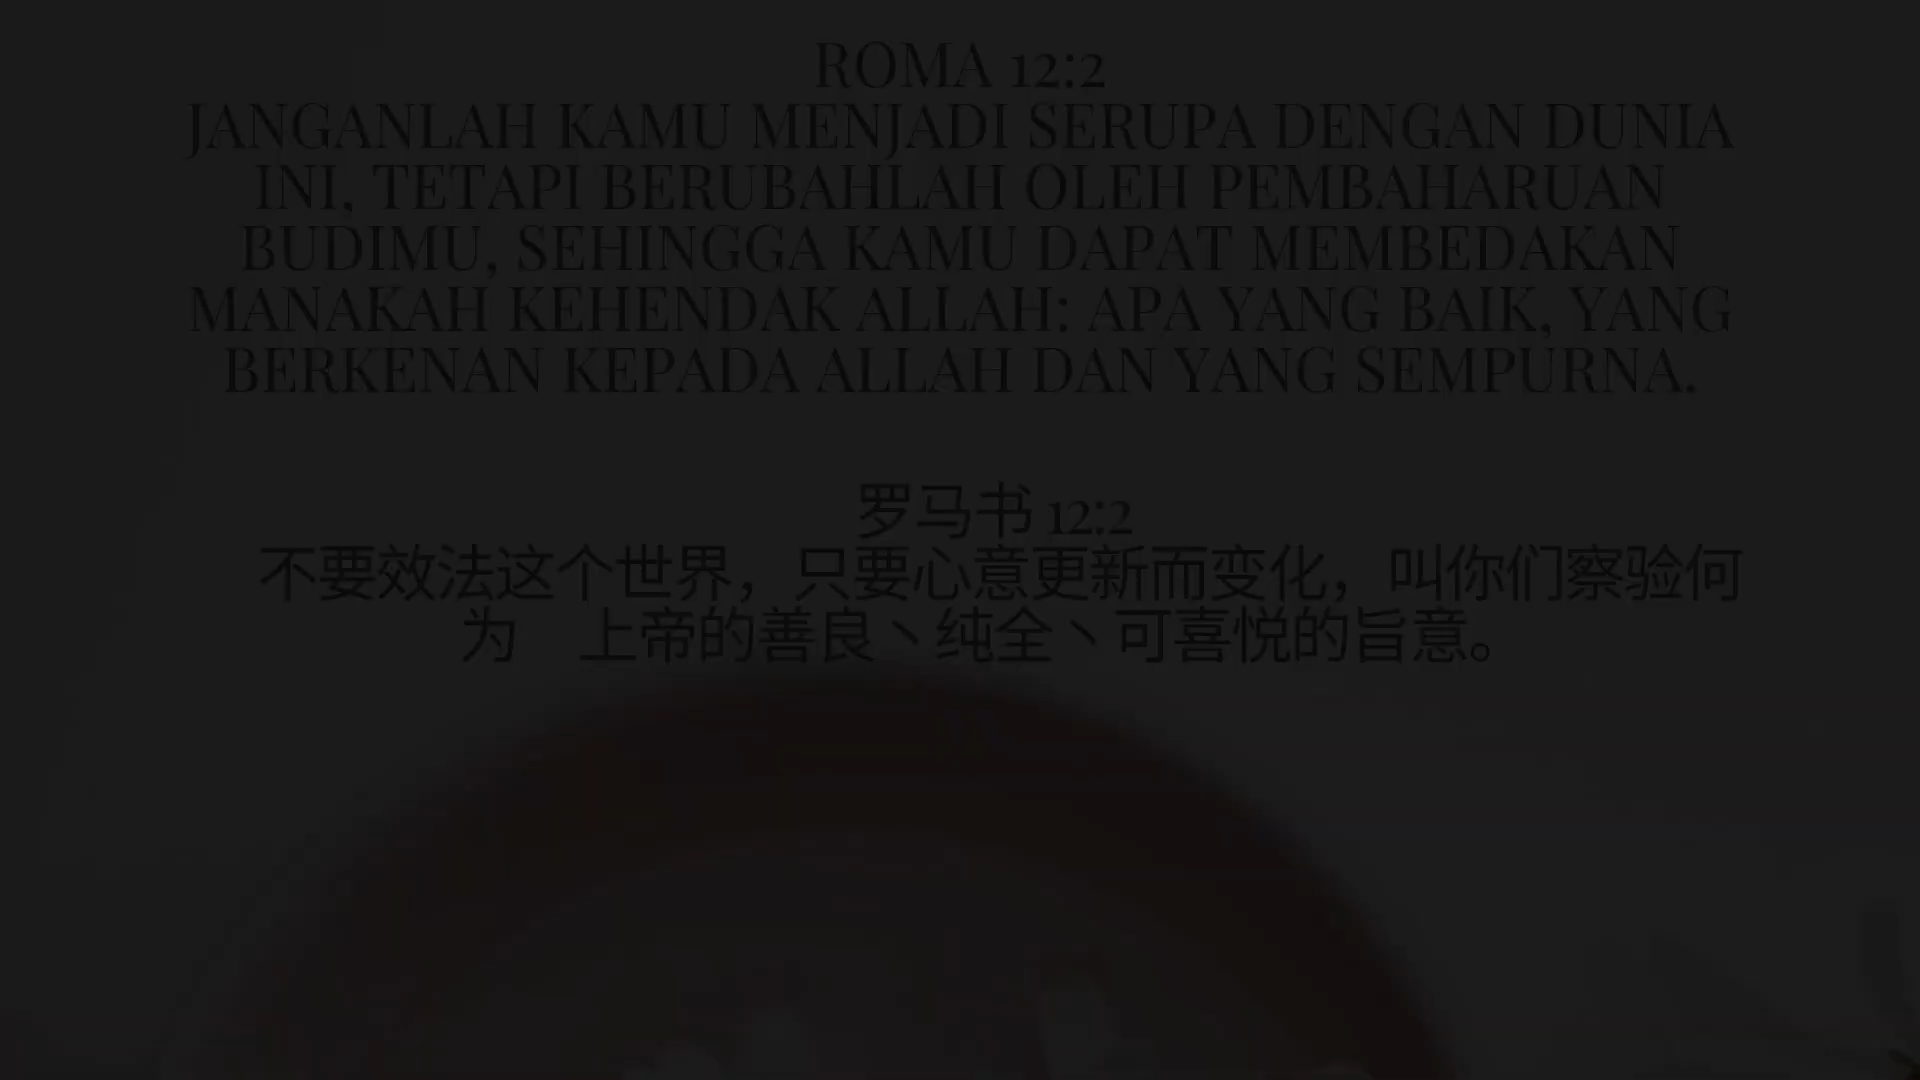 ROMA 12:2
JANGANLAH KAMU MENJADI SERUPA DENGAN DUNIA
INI, TETAPI BERUBAHLAH OLEH PEMBAHARUAN
BUDIMU, SEHINGGA KAMU DAPAT MEMBEDAKAN
MANAKAH KEHENDAK ALLAH: APA YANG BAIK, YANG
BERKENAN KEPADA ALLAH DAN YANG SEMPURNA.
罗马书 12:2
不要效法这个世界，只要心意更新而变化，叫你们察验何
为　上帝的善良丶纯全丶可喜悦的旨意。